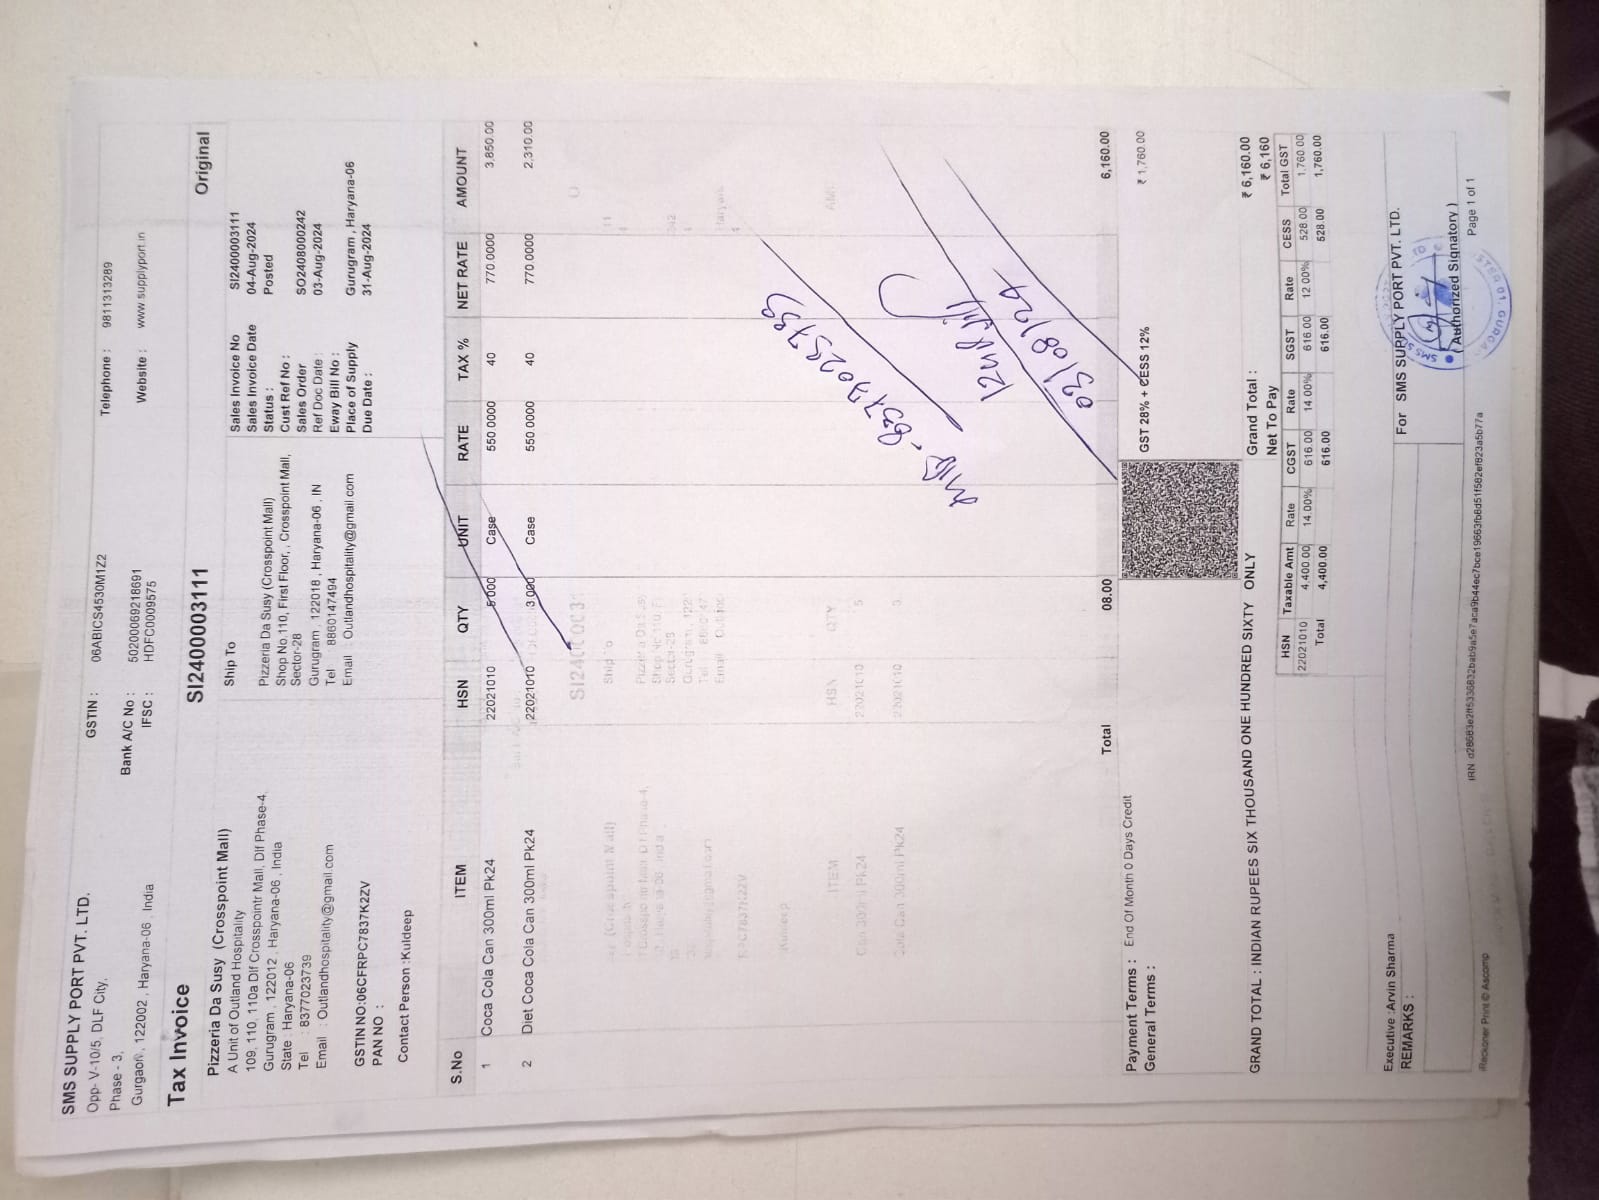 SMS SUPPLY PORT PVT. LTD.
Opp- V-10/5, DLF City,
Phase - 3,
Gurgaon, 122002 , Haryana-06 , India
GSTIN : 06ABICS4530M1Z2
Bank A/C No : 50200069218691
IFSC : HDFC0009575
Telephone : 9811313289
Website : www.supplyport.in
Tax Invoice SI2400003111 Original
Pizzeria Da Susy (Crosspoint Mall)
A Unit of Outland Hospitality
109, 110, 110a Dlf Crosspointr Mall, Dlf Phase-4,
Gurugram , 122012 , Haryana-06 , India
State : Haryana-06
Tel : 8377023739
Email : Outlandhospitality@gmail.com
GSTIN NO:06CFRPC7837K2ZV
PAN NO :
Contact Person :Kuldeep
Ship To
Pizzeria Da Susy (Crosspoint Mall)
Shop No.110, First Floor, , Crosspoint Mall,
Sector-28
Gurugram , 122018 , Haryana-06 , IN
Tel 8860147494
Email : Outlandhospitality@gmail.com
Sales Invoice No SI2400003111
Sales Invoice Date 04-Aug-2024
Status : Posted
Cust Ref No :
Sales Order SO2408000242
Ref Doc Date : 03-Aug-2024
Eway Bill No :
Place of Supply Gurugram , Haryana-06
Due Date : 31-Aug-2024
S.No ITEM HSN QTY UNIT RATE TAX % NET RATE AMOUNT
1 Coca Cola Can 300ml Pk24 22021010 5.000 Case 550.0000 40 770.0000 3,850.00
2 Diet Coca Cola Can 300ml Pk24 22021010 3.000 Case 550.0000 40 770.0000 2,310.00
8377023739
03/08/24
Total 08.00 6,160.00
Payment Terms : End Of Month 0 Days Credit
General Terms :
GST 28% + CESS 12% ₹ 1,760.00
GRAND TOTAL : INDIAN RUPEES SIX THOUSAND ONE HUNDRED SIXTY ONLY
Grand Total : ₹ 6,160.00
Net To Pay ₹ 6,160
HSN Taxable Amt Rate CGST Rate SGST Rate CESS Total GST
22021010 4,400.00 14.00% 616.00 14.00% 616.00 12.00% 528.00 1,760.00
Total 4,400.00 616.00 616.00 528.00 1,760.00
Executive :Arvin Sharma
REMARKS :
For SMS SUPPLY PORT PVT. LTD.
( Authorized Signatory )
Page 1 of 1
iReckoner Print © Ascomp